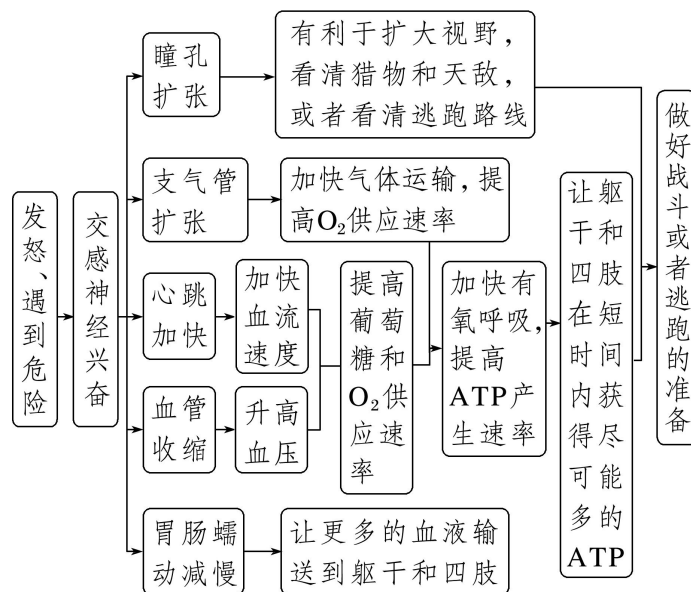 发怒、遇到危险
交感神经兴奋
瞳孔
扩张
有利于扩大视野，
看清猎物和天敌，
或者看清逃跑路线
支气管
扩张
加快气体运输，提
高O₂供应速率
心跳
加快
加快
血流
速度
血管
收缩
升高
血压
提高
葡萄
糖和
O₂供
应速
率
加快有
氧呼吸，
提高
ATP产
生速率
胃肠蠕
动减慢
让更多的血液输
送到躯干和四肢
让躯
干和
四肢
在短
时间
内获
得尽
可能
多的
ATP
做好战斗或者逃跑的准备